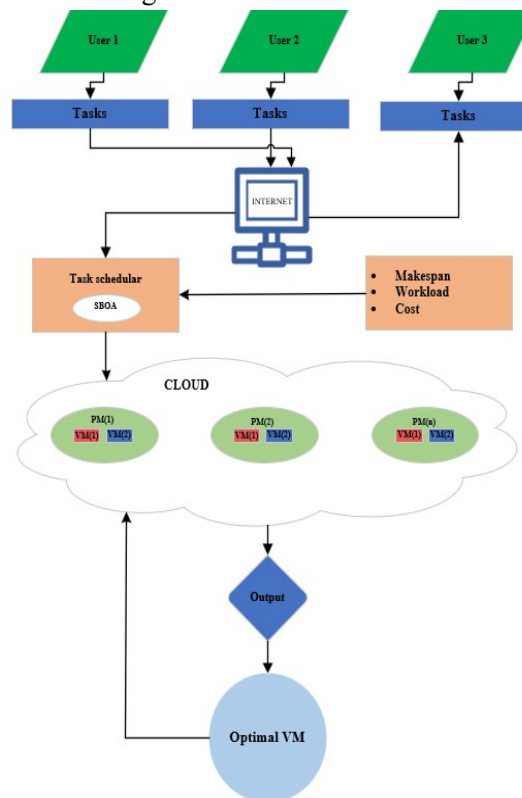 User 1
User 2
User 3
Tasks
Tasks
Tasks
INTERNET
Task schedular
SBOA
• Makespan
• Workload
• Cost
CLOUD
PM(1)
VM(1) VM(2)
PM(2)
VM(1) VM(2)
PM(n)
VM(1) VM(2)
Output
Optimal VM